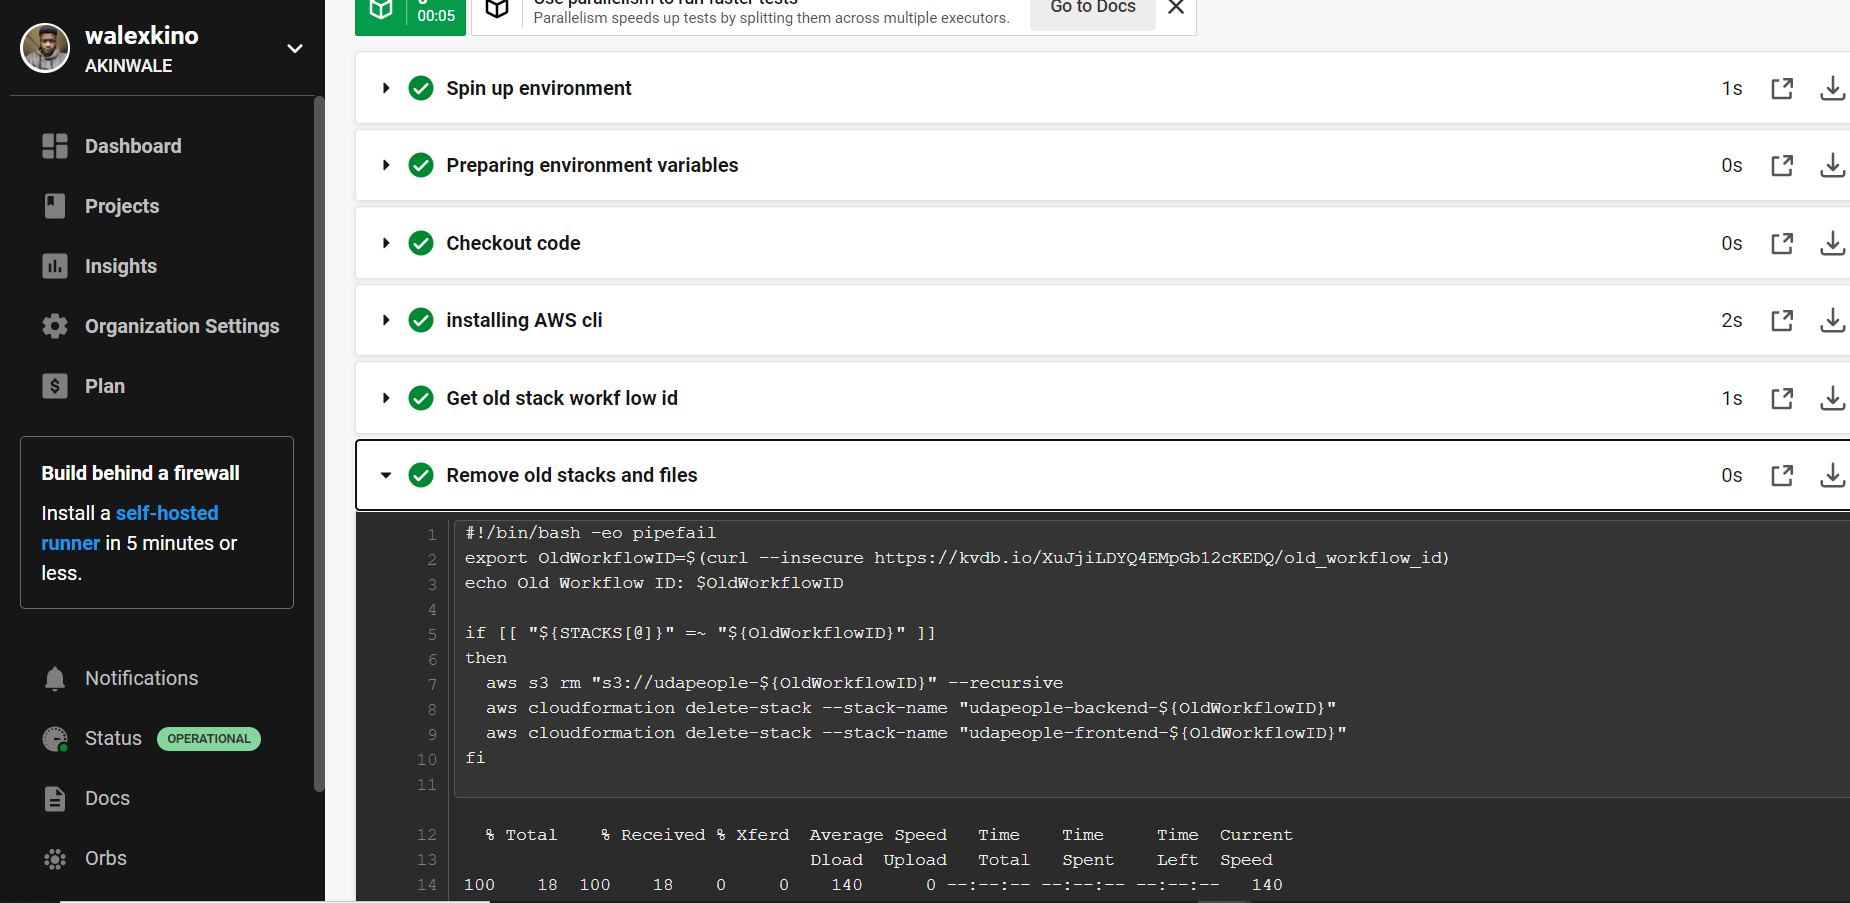 walexkino
AKINWALE
Dashboard
Projects
Insights
Organization Settings
Plan
Build behind a firewall
Install a self-hosted
runner in 5 minutes or
less.
Notifications
Status OPERATIONAL
Docs
Orbs
00:05
Use parallelism to run faster tests
Parallelism speeds up tests by splitting them across multiple executors.
Go to Docs
Spin up environment 1s
Preparing environment variables 0s
Checkout code 0s
installing AWS cli 2s
Get old stack workf low id 1s
Remove old stacks and files 0s
1 #!/bin/bash -eo pipefail
2 export OldWorkflowID=$(curl --insecure https://kvdb.io/XuJjiLDYQ4EMpGb12cKEDQ/old_workflow_id)
3 echo Old Workflow ID: $OldWorkflowID
4
5 if [[ "${STACKS[@]}" =~ "${OldWorkflowID}" ]]
6 then
7 aws s3 rm "s3://udapeople-${OldWorkflowID}" --recursive
8 aws cloudformation delete-stack --stack-name "udapeople-backend-${OldWorkflowID}"
9 aws cloudformation delete-stack --stack-name "udapeople-frontend-${OldWorkflowID}"
10 fi
11
12 % Total % Received % Xferd Average Speed Time Time Time Current
13 Dload Upload Total Spent Left Speed
14 100 18 100 18 0 0 140 0 --:--:-- --:--:-- --:--:-- 140